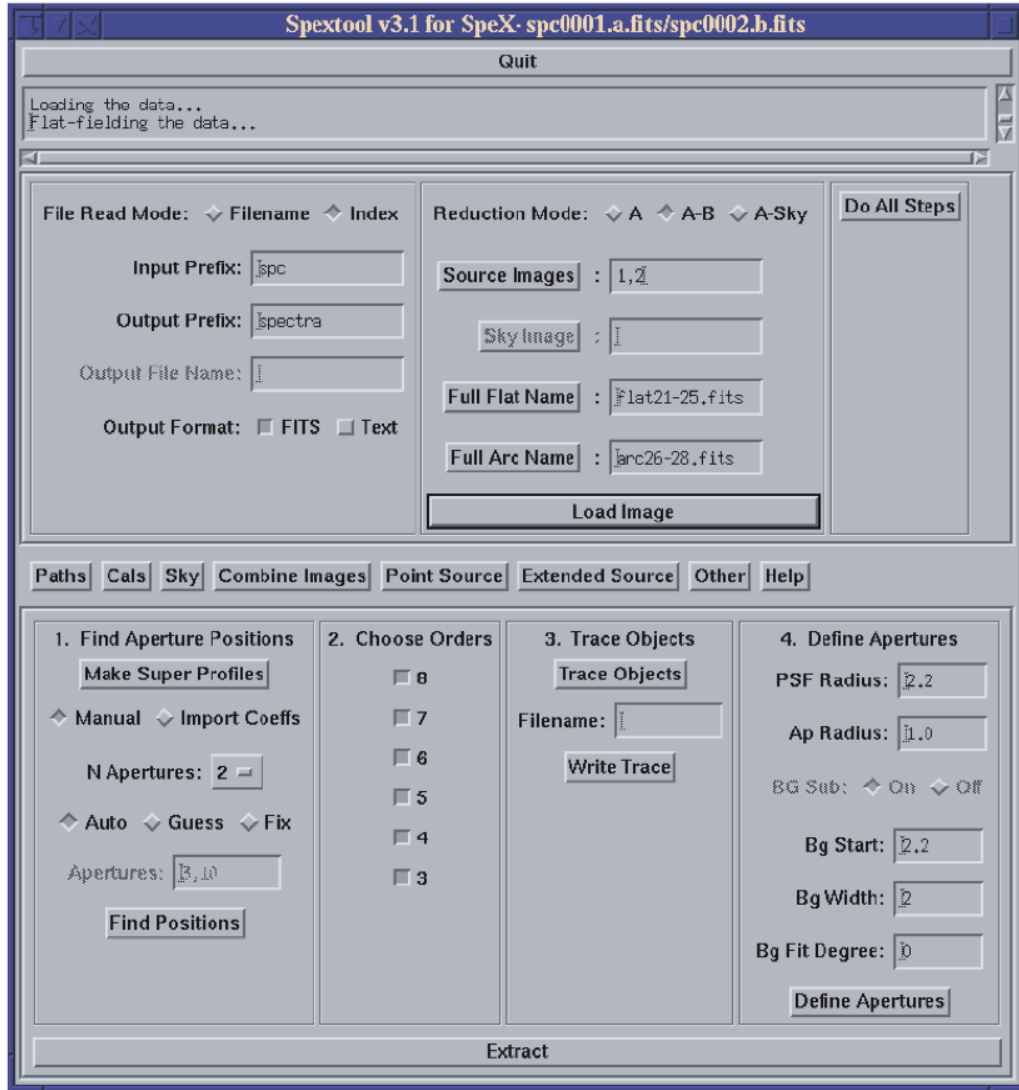 Spextool v3.1 for SpeX- spc0001.a.fits/spc0002.b.fits
Quit
Loading the data...
Flat-fielding the data...
File Read Mode: Filename Index
Input Prefix: spc
Output Prefix: spectra
Output File Name:
Output Format: FITS Text
Reduction Mode: A A-B A-Sky
Source Images : 1,2
Sky Image :
Full Flat Name : flat21-25.fits
Full Arc Name : arc26-28.fits
Load Image
Do All Steps
Paths Cals Sky Combine Images Point Source Extended Source Other Help
1. Find Aperture Positions
Make Super Profiles
Manual Import Coeffs
N Apertures: 2
Auto Guess Fix
Apertures: 3,10
Find Positions
2. Choose Orders
8
7
6
5
4
3
3. Trace Objects
Trace Objects
Filename:
Write Trace
4. Define Apertures
PSF Radius: 2.2
Ap Radius: 1.0
BG Sub: On Off
Bg Start: 2.2
Bg Width: 2
Bg Fit Degree: 0
Define Apertures
Extract